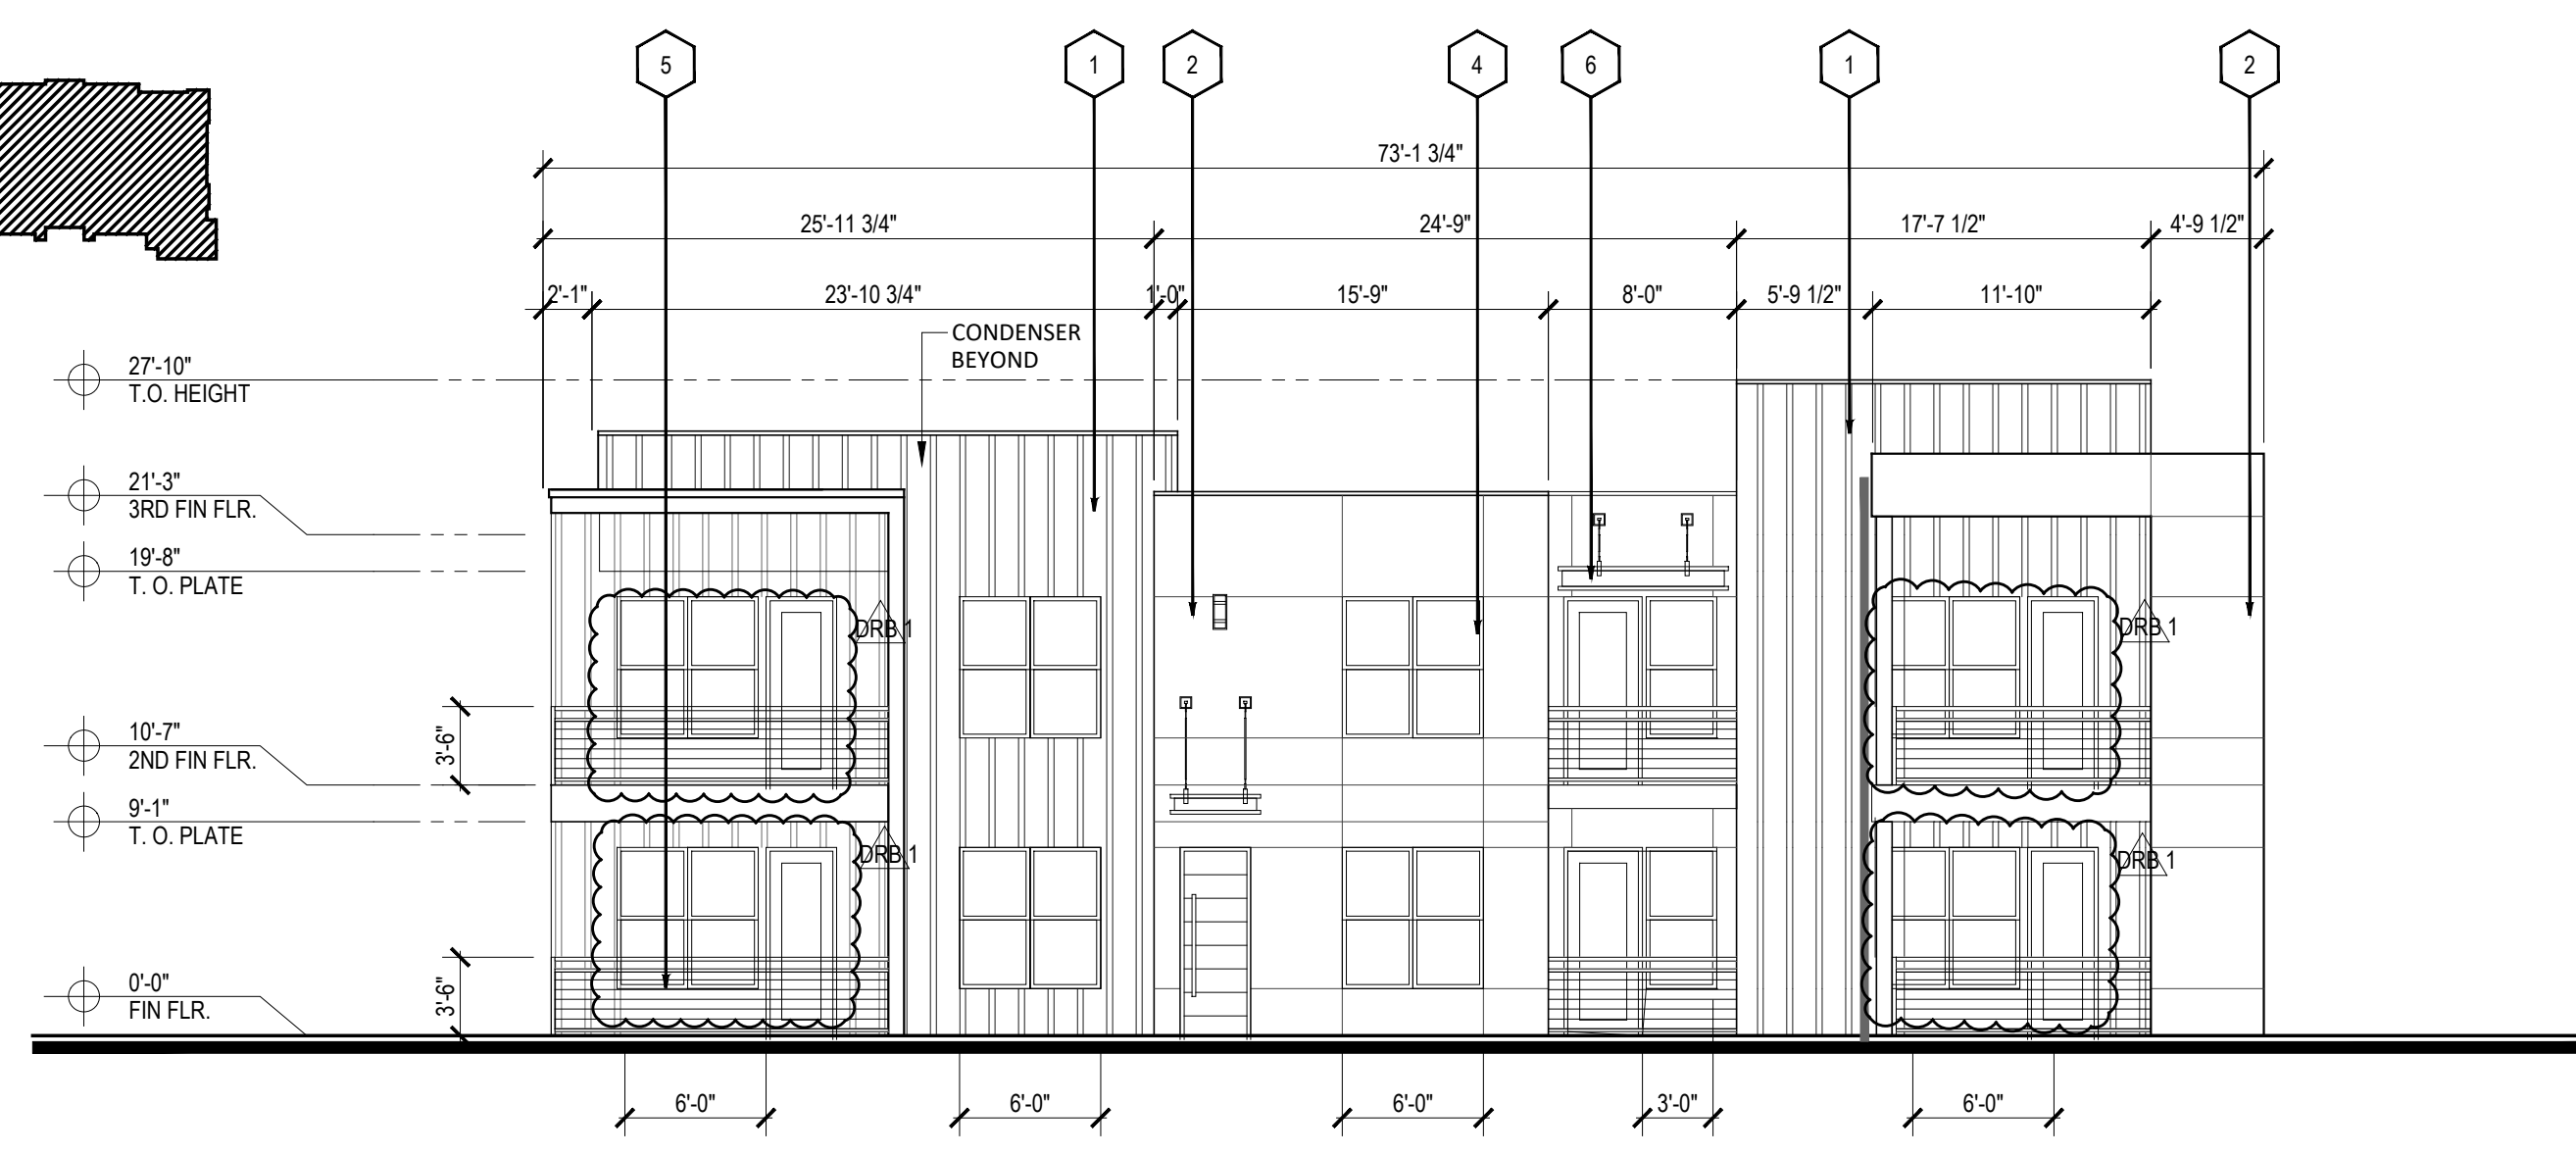 5
1
2
4
6
1
2
73'-1 3/4"
25'-11 3/4"
24'-9"
17'-7 1/2"
4'-9 1/2"
2'-1"
23'-10 3/4"
1'-0"
15'-9"
8'-0"
5'-9 1/2"
11'-10"
CONDENSER
BEYOND
27'-10"
T.O. HEIGHT
21'-3"
3RD FIN FLR.
19'-8"
T. O. PLATE
DRB 1
DRB 1
10'-7"
2ND FIN FLR.
3'-6"
9'-1"
T. O. PLATE
DRB 1
DRB 1
0'-0"
FIN FLR.
3'-6"
6'-0"
6'-0"
6'-0"
3'-0"
6'-0"